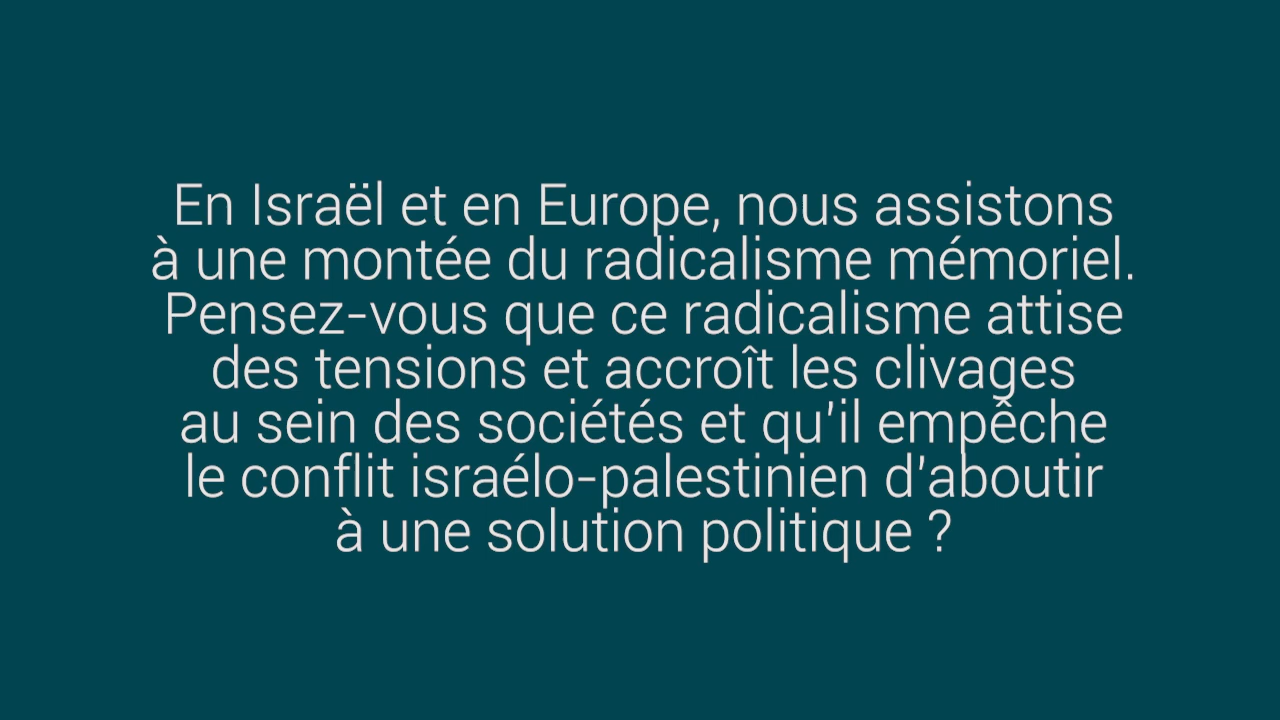 En Israël et en Europe, nous assistons
à une montée du radicalisme mémoriel.
Pensez-vous que ce radicalisme attise
des tensions et accroît les clivages
au sein des sociétés et qu'il empêche
le conflit israélo-palestinien d'aboutir
à une solution politique ?